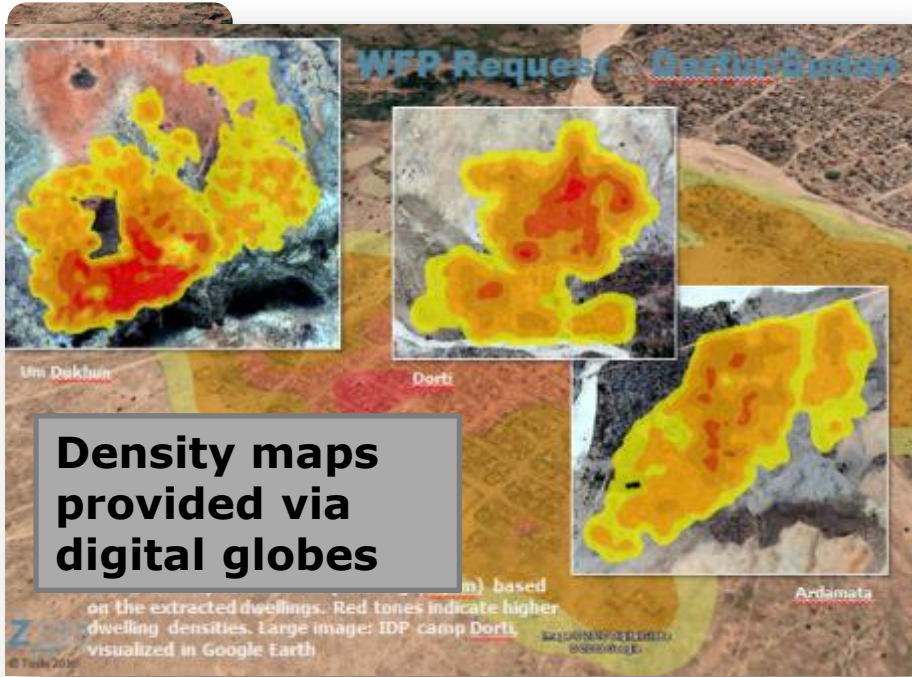 WFP Request - Darfur/Sudan
Um Dukhun
Dorti
Density maps
provided via
digital globes
Ardamata
m) based
on the extracted dwellings. Red tones indicate higher
dwelling densities. Large image: IDP camp Dorti,
visualized in Google Earth